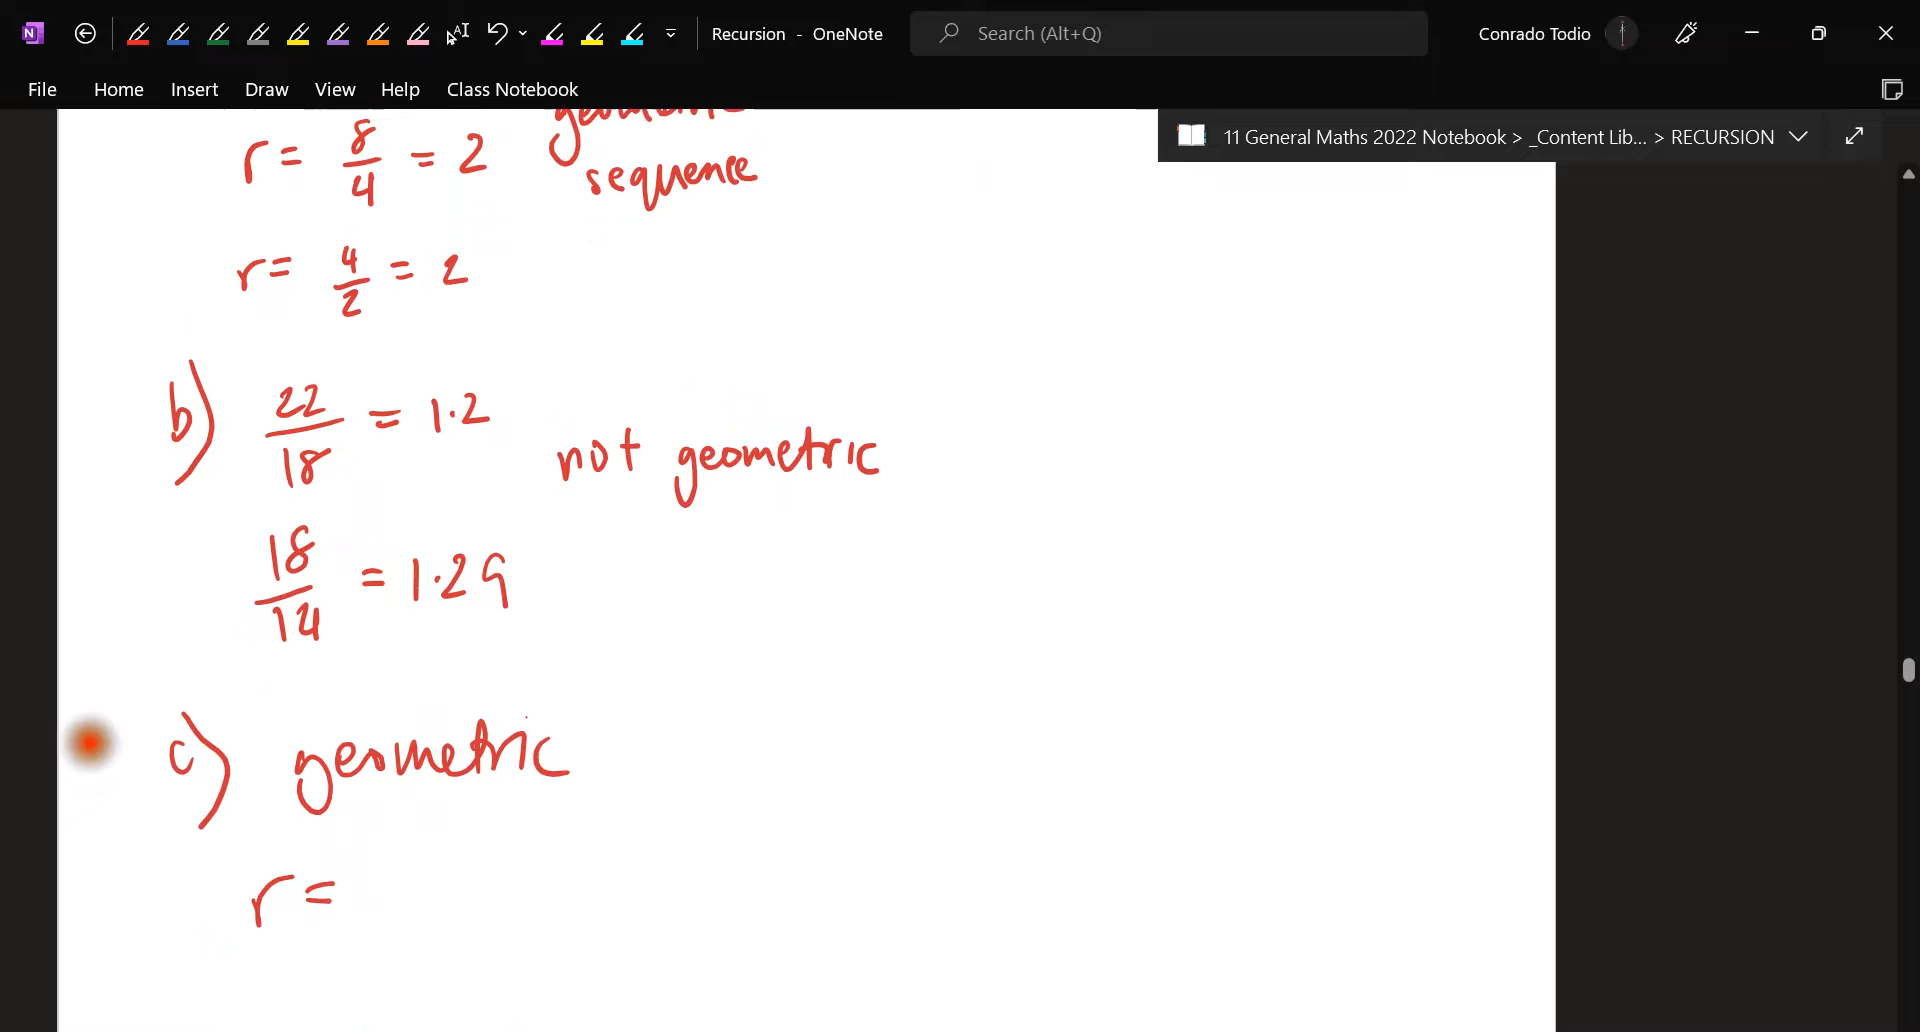 Recursion - OneNote
Search (Alt+Q)
Conrado Todio
File Home Insert Draw View Help Class Notebook
11 General Maths 2022 Notebook > _Content Lib... > RECURSION
r = 8/4 = 2
sequence
r = 4/2 = 2
b) 22/18 = 1.2
not geometric
18/14 = 1.29
c) geometric
r =